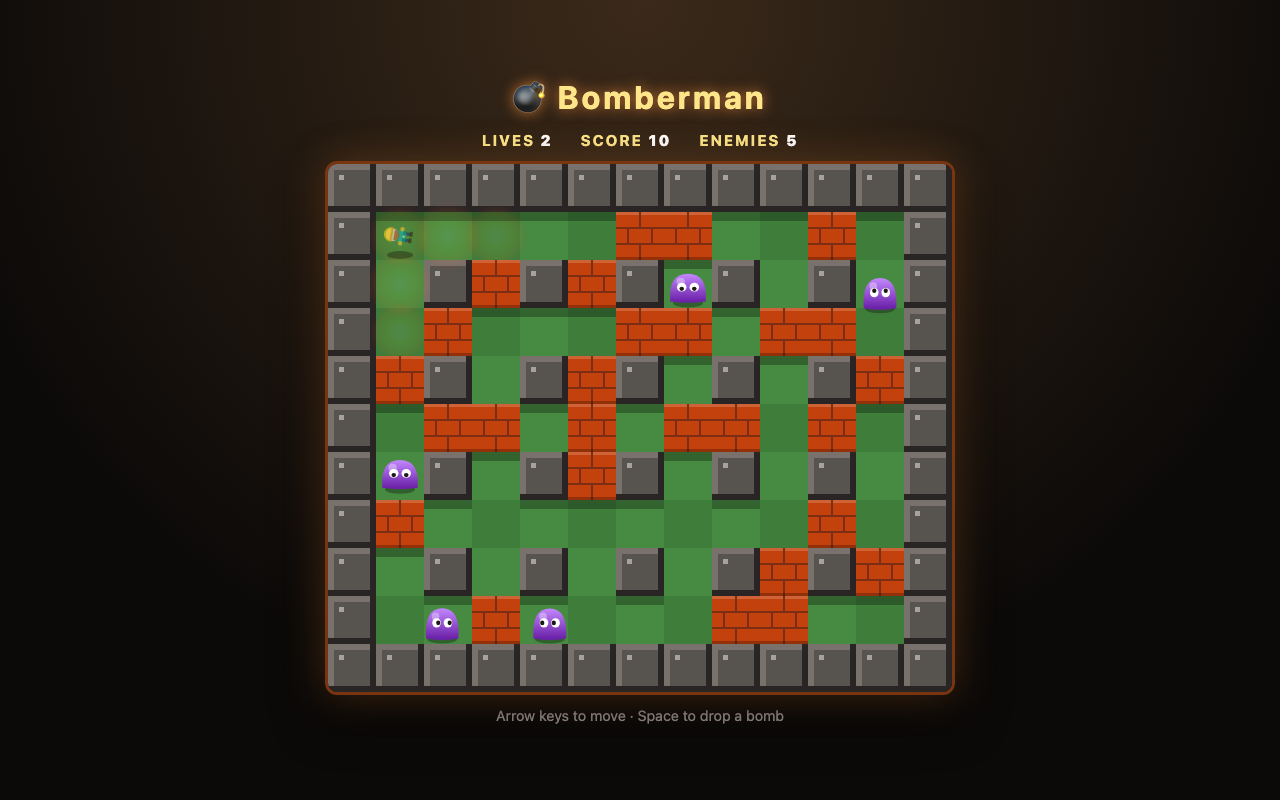 Bomberman
LIVES 2 SCORE 10 ENEMIES 5
Arrow keys to move · Space to drop a bomb